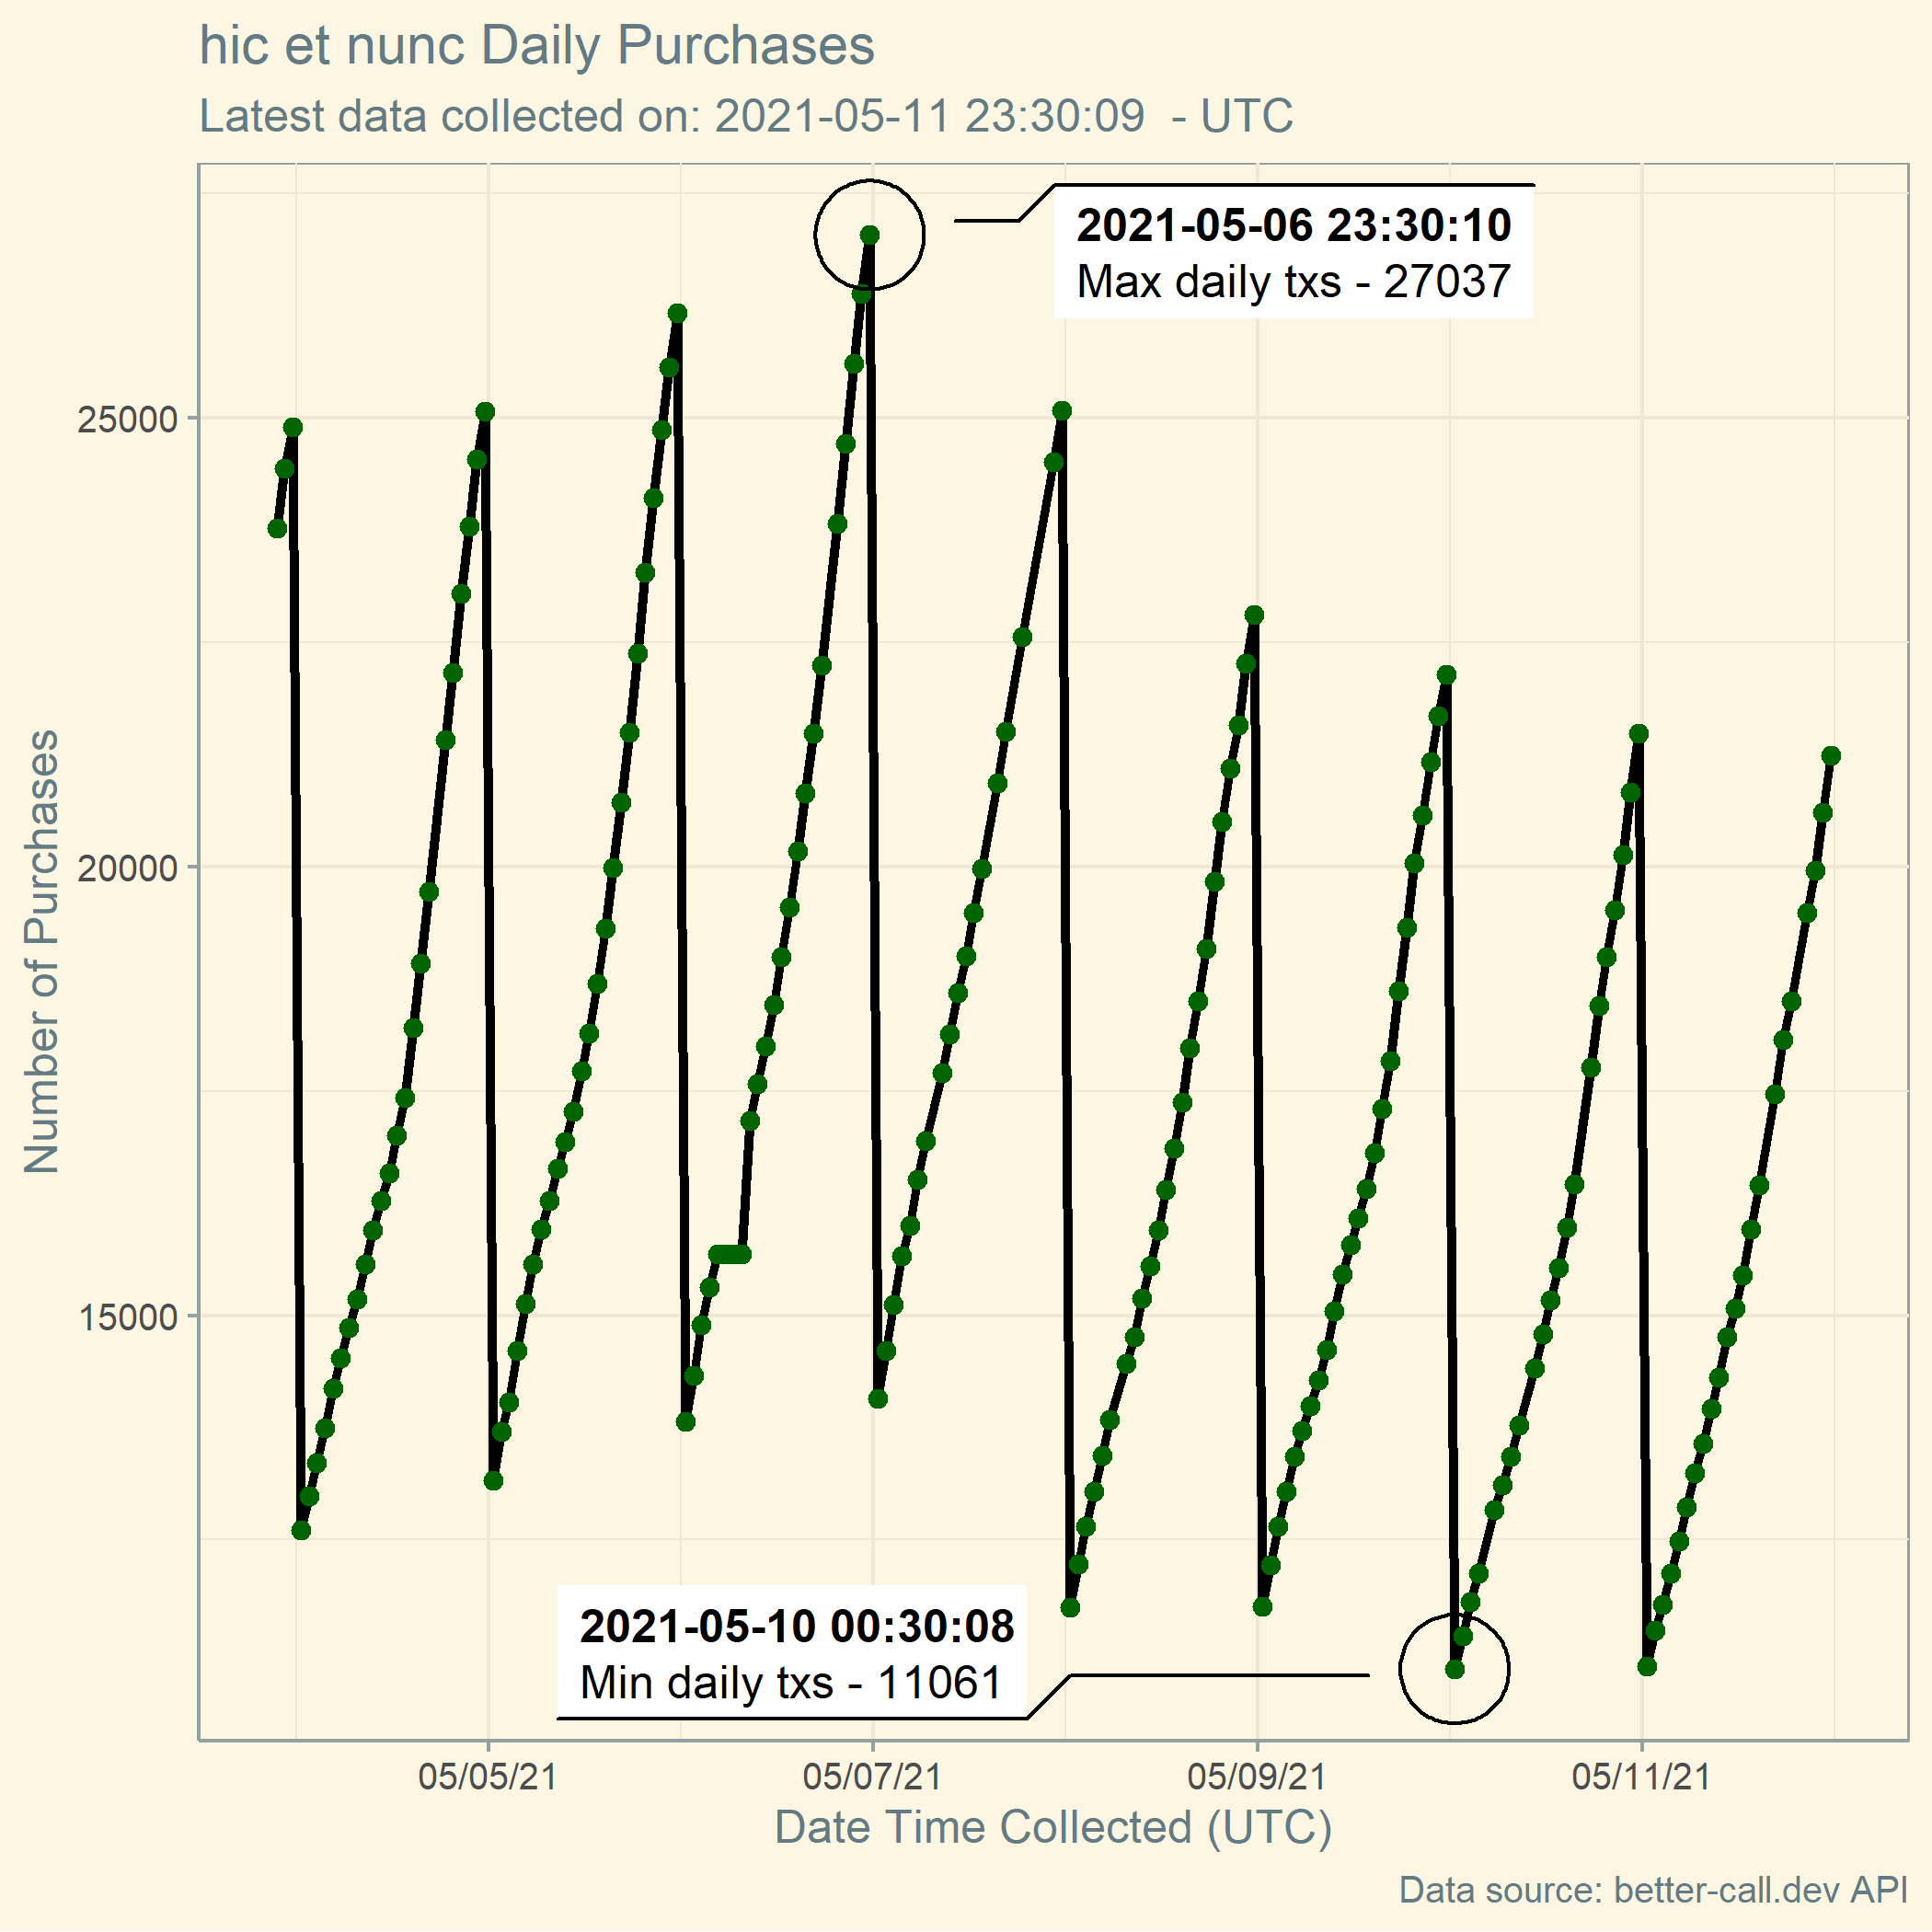 hic et nunc Daily Purchases
Latest data collected on: 2021-05-11 23:30:09  - UTC
2021-05-06 23:30:10
Max daily txs - 27037
25000
20000
15000
Number of Purchases
2021-05-10 00:30:08
Min daily txs - 11061
05/05/21
05/07/21
05/09/21
05/11/21
Date Time Collected (UTC)
Data source: better-call.dev API